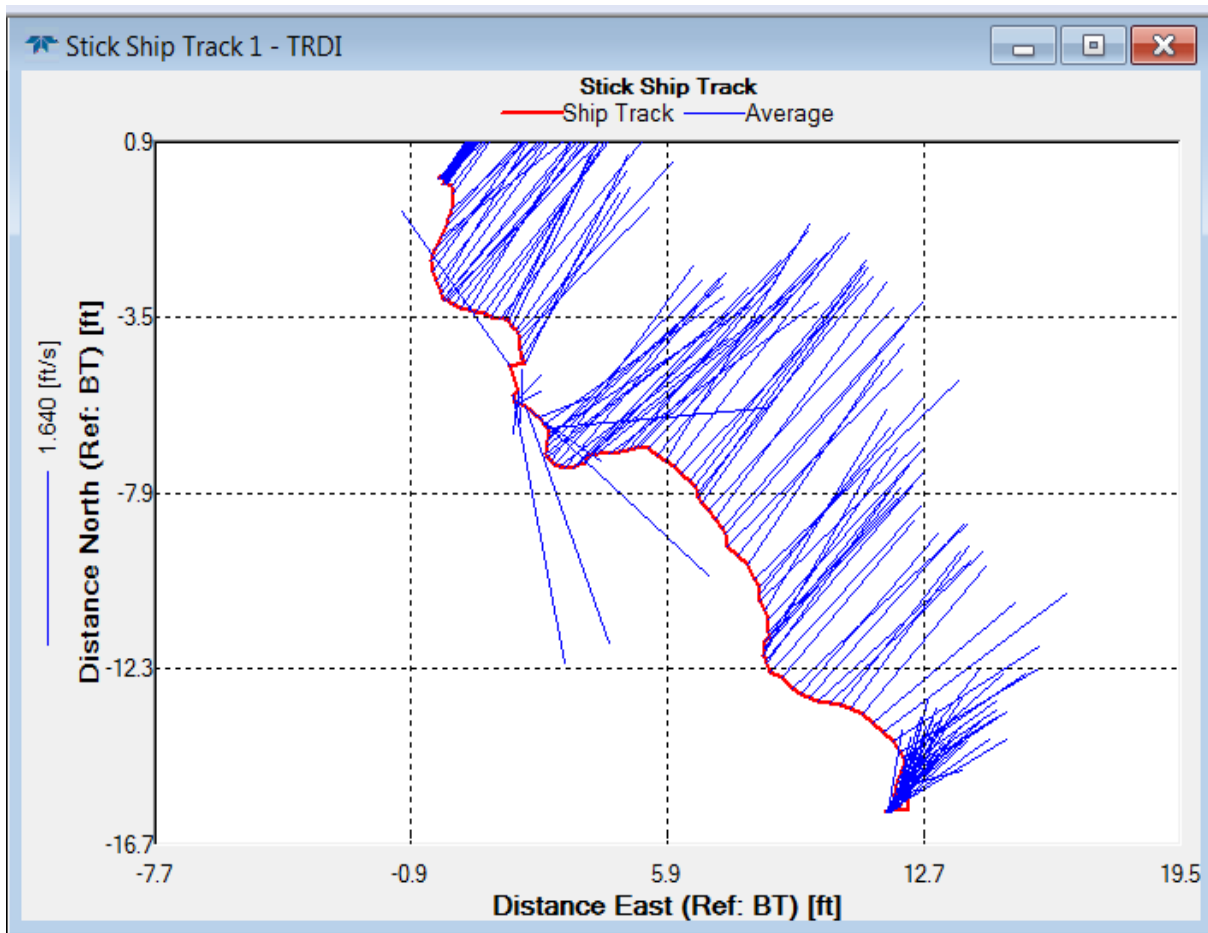 Stick Ship Track 1 - TRDI
Stick Ship Track
Ship Track Average
0.9
-3.5
-7.9
-12.3
-16.7
1.640 [ft/s]
Distance North (Ref: BT) [ft]
-7.7 -0.9 5.9 12.7 19.5
Distance East (Ref: BT) [ft]